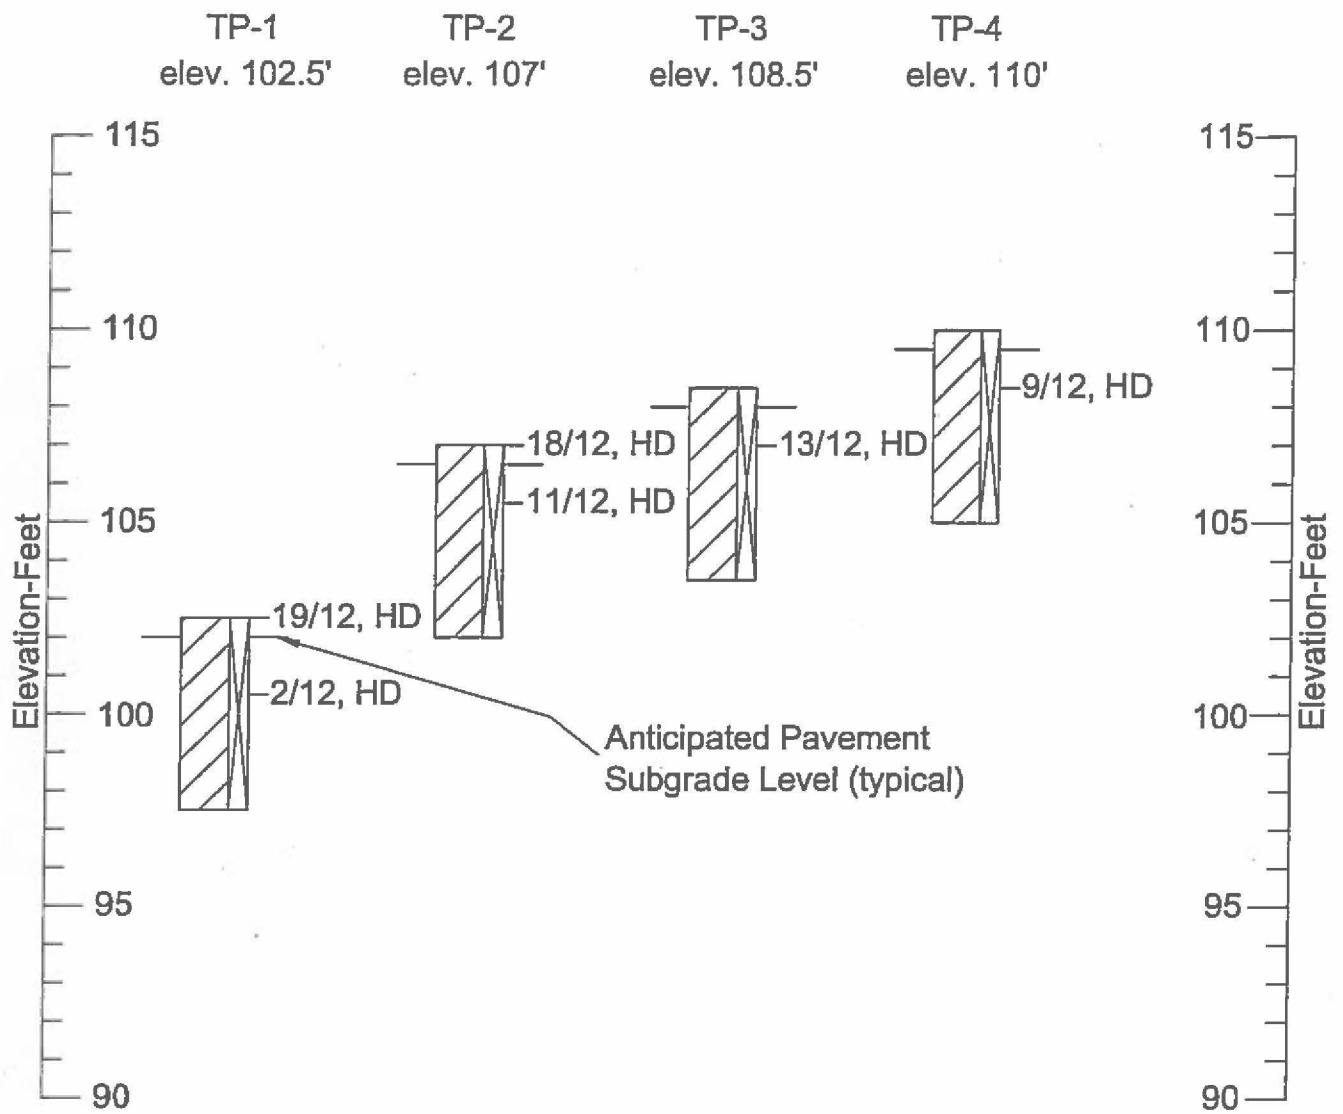 TP-1
elev. 102.5'
TP-2
elev. 107'
TP-3
elev. 108.5'
TP-4
elev. 110'
115
110
105
100
95
90
Elevation-Feet
19/12, HD
2/12, HD
18/12, HD
11/12, HD
13/12, HD
9/12, HD
Anticipated Pavement
Subgrade Level (typical)
115
110
105
100
95
90
Elevation-Feet